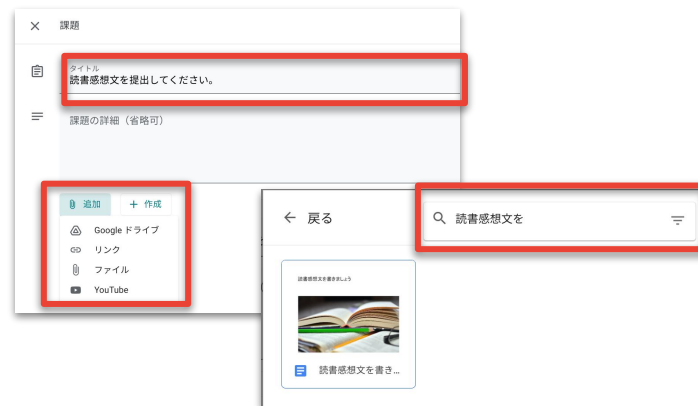 課題
タイトル
読書感想文を提出してください。
課題の詳細（省略可）
追加
作成
Google ドライブ
リンク
ファイル
YouTube
戻る
読書感想文を
読書感想文を書きましょう
読書感想文を書き...